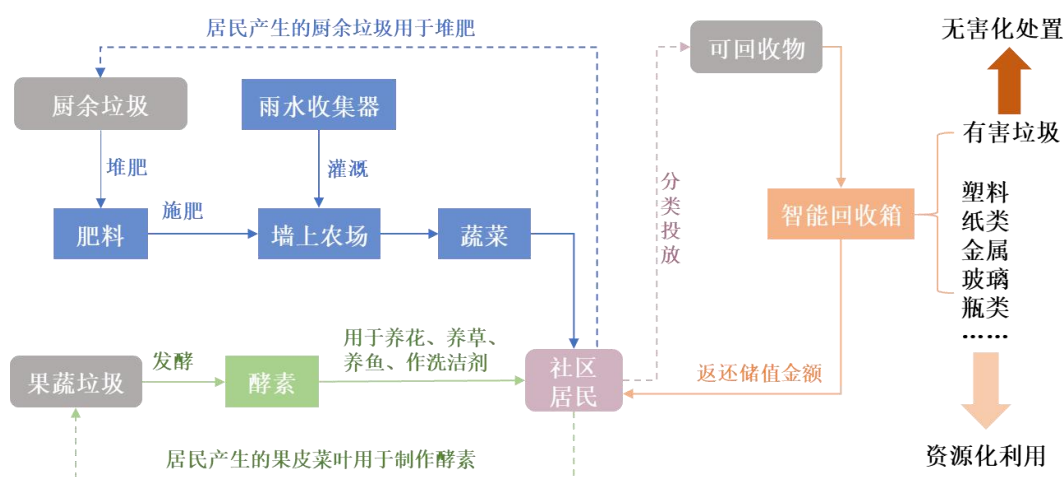 居民产生的厨余垃圾用于堆肥
可回收物
无害化处置
厨余垃圾
雨水收集器
有害垃圾
堆肥
灌溉
分类投放
塑料
纸类
金属
玻璃
瓶类
……
智能回收箱
肥料
施肥
墙上农场
蔬菜
用于养花、养草、
养鱼、作洗洁剂
果蔬垃圾
发酵
酵素
社区
居民
返还储值金额
居民产生的果皮菜叶用于制作酵素
资源化利用